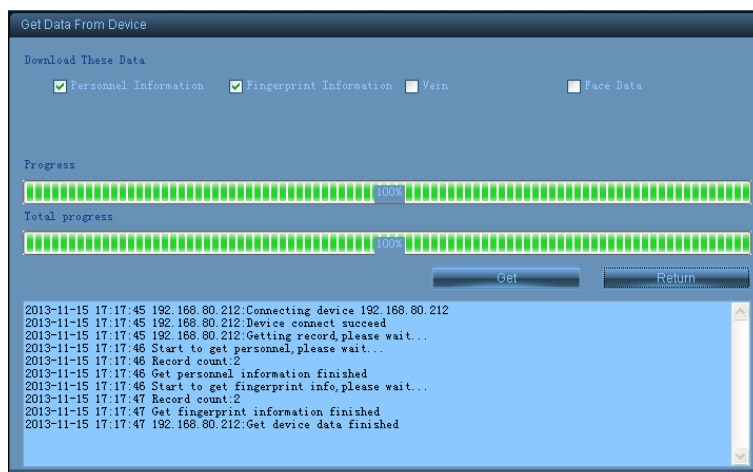 Get Data From Device
Download These Data
Personnel Information Fingerprint Information Vein Face Data
Progress
100%
Total progress
100%
Get Return
2013-11-15 17:17:45 192.168.80.212:Connecting device 192.168.80.212
2013-11-15 17:17:45 192.168.80.212:Device connect succeed
2013-11-15 17:17:45 192.168.80.212:Getting record,please wait...
2013-11-15 17:17:46 Start to get personnel,please wait...
2013-11-15 17:17:46 Record count:2
2013-11-15 17:17:46 Get personnel information finished
2013-11-15 17:17:46 Start to get fingerprint info,please wait...
2013-11-15 17:17:47 Record count:2
2013-11-15 17:17:47 Get fingerprint information finished
2013-11-15 17:17:47 192.168.80.212:Get device data finished